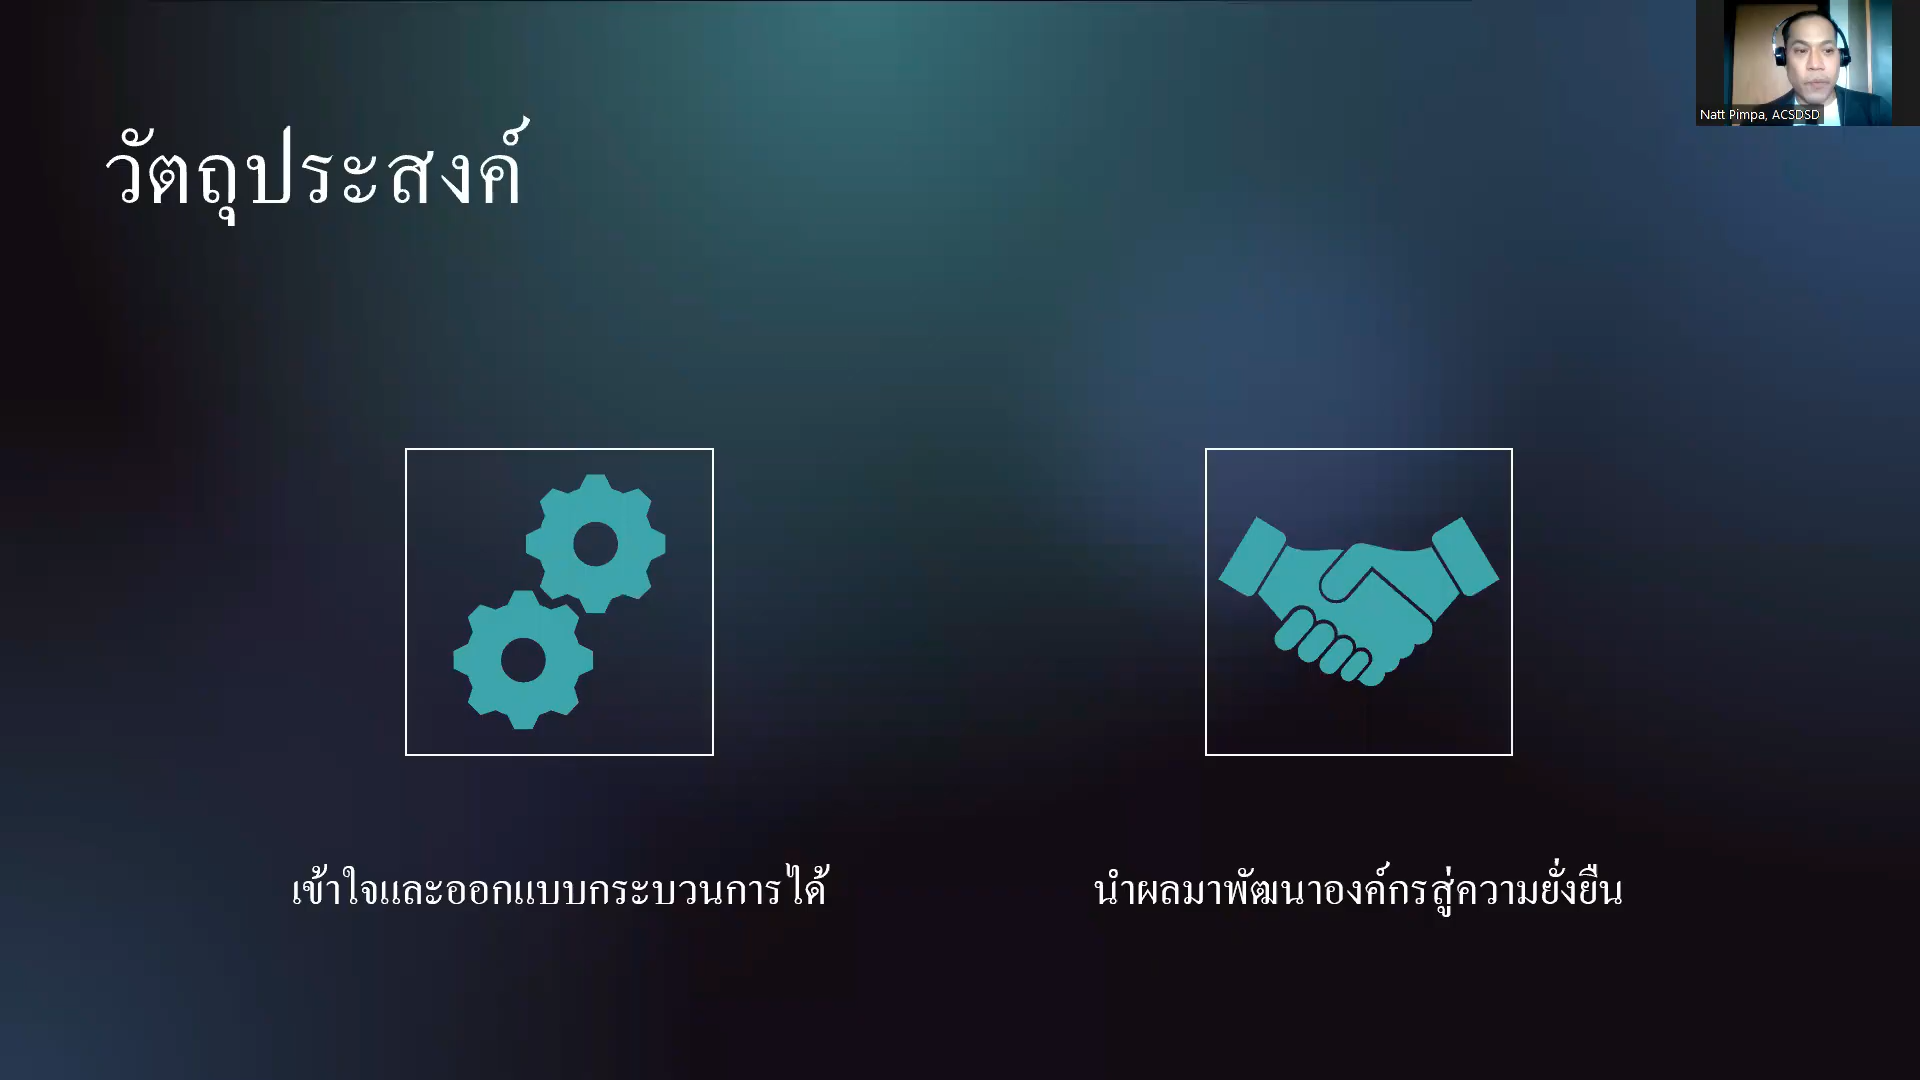 Natt Pimpa, ACSDSD
วัตถุประสงค์
เข้าใจและออกแบบกระบวนการได้
นำผลมาพัฒนาองค์กรสู่ความยั่งยืน